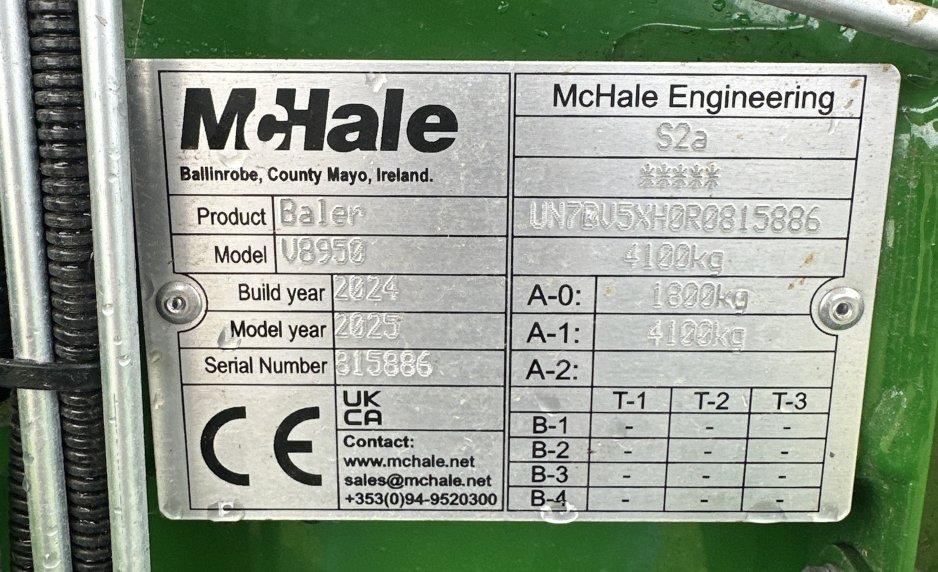 McHale
Ballinrobe, County Mayo, Ireland.
Product Baler
Model V8950
Build year 2024
Model year 2025
Serial Number 815886
CE
UK
CA
Contact:
www.mchale.net
sales@mchale.net
+353(0)94-9520300
McHale Engineering
S2a
*****
UN7BV5XH0R0815886
4100kg
A-0: 1800kg
A-1: 4100kg
A-2:
T-1 T-2 T-3
B-1 - - -
B-2 - - -
B-3 - - -
B-4 - - -